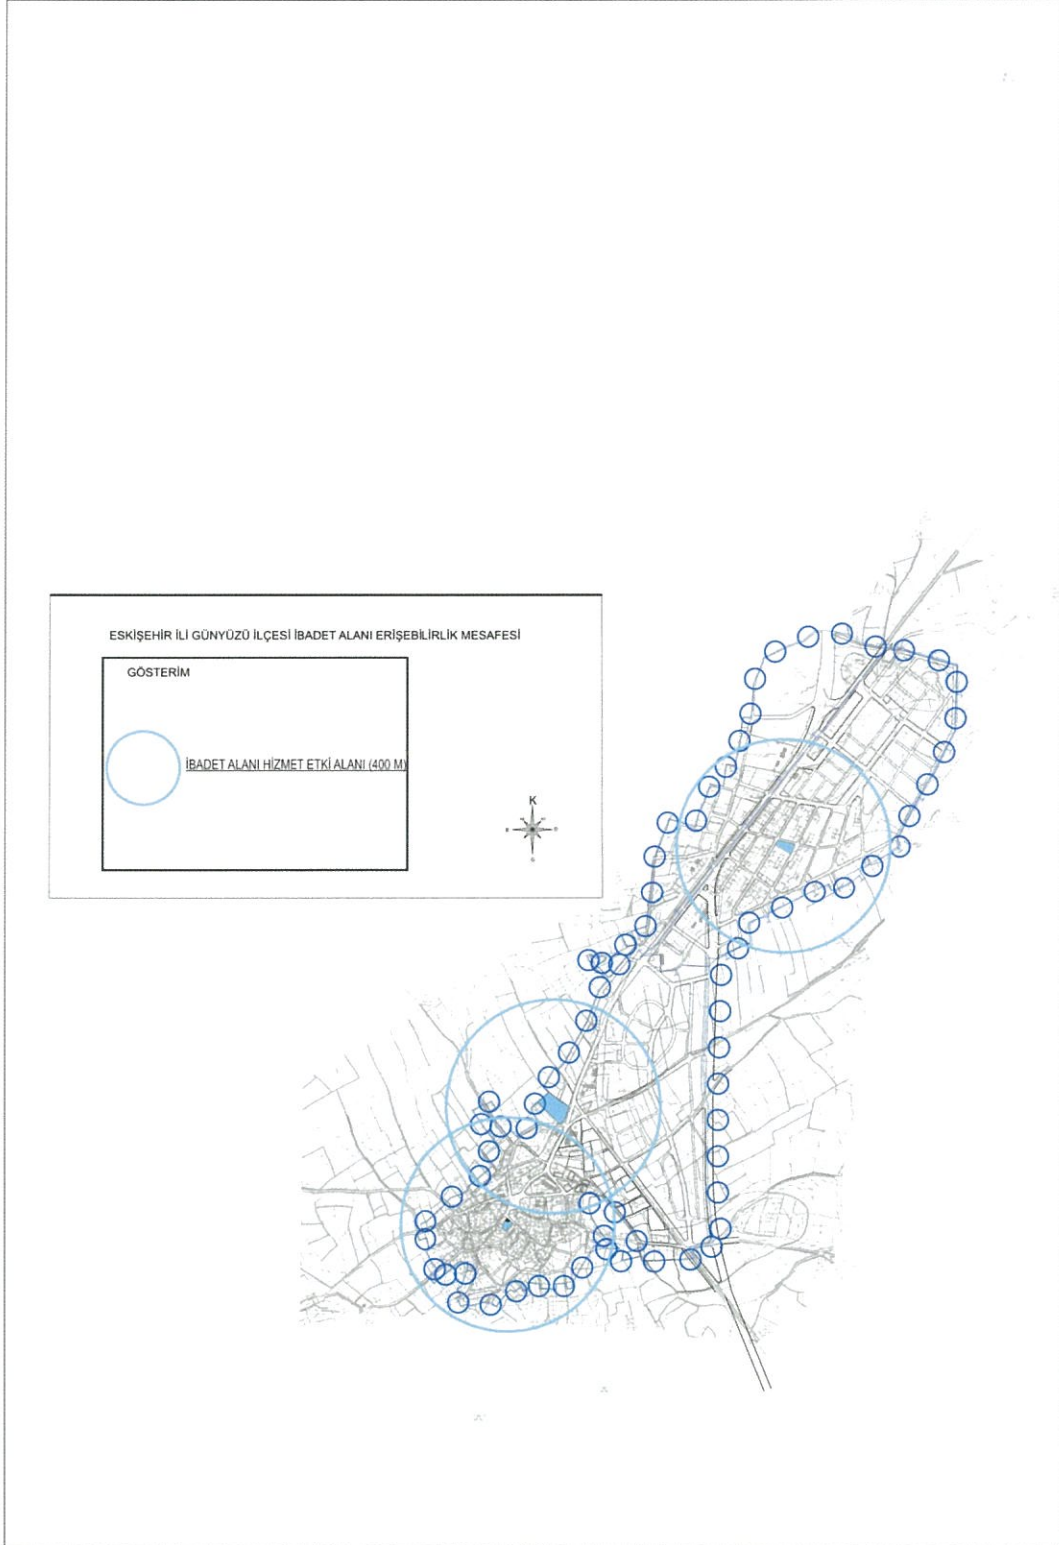 ESKİŞEHİR İLİ GÜNYÜZÜ İLÇESİ İBADET ALANI ERİŞEBİLİRLİK MESAFESİ
GÖSTERİM
İBADET ALANI HİZMET ETKİ ALANI (400 M)
K